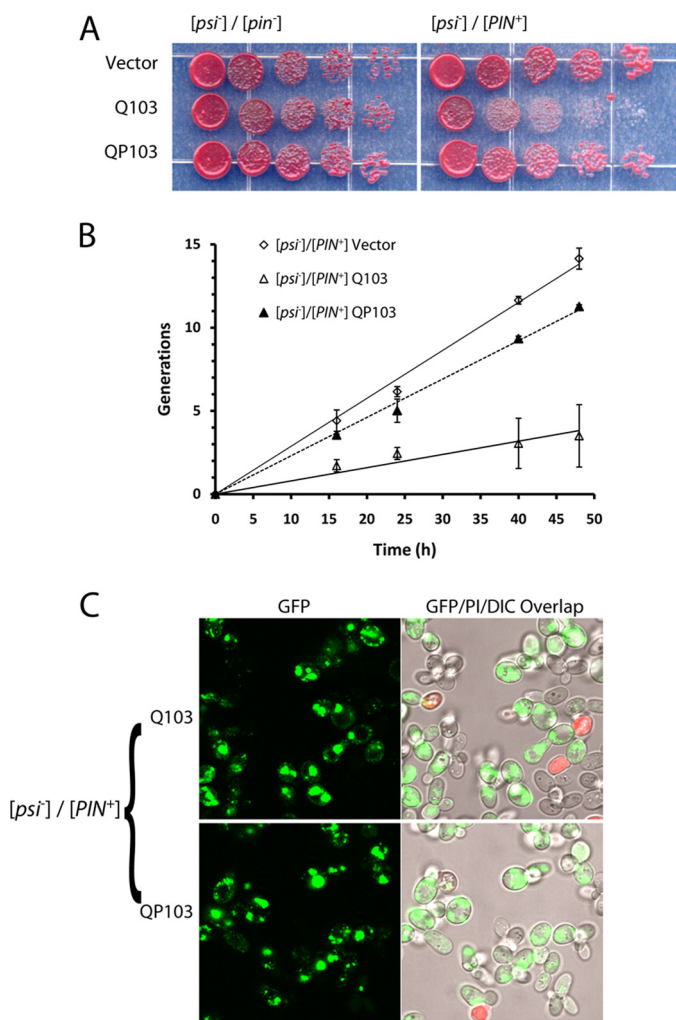 A
[psi⁻] / [pin⁻]
[psi⁻] / [PIN⁺]
Vector
Q103
QP103
B
[psi⁻]/[PIN⁺] Vector
[psi⁻]/[PIN⁺] Q103
[psi⁻]/[PIN⁺] QP103
Generations
15
10
5
0
0 5 10 15 20 25 30 35 40 45 50
Time (h)
C
GFP
GFP/PI/DIC Overlap
Q103
[psi⁻] / [PIN⁺]
QP103